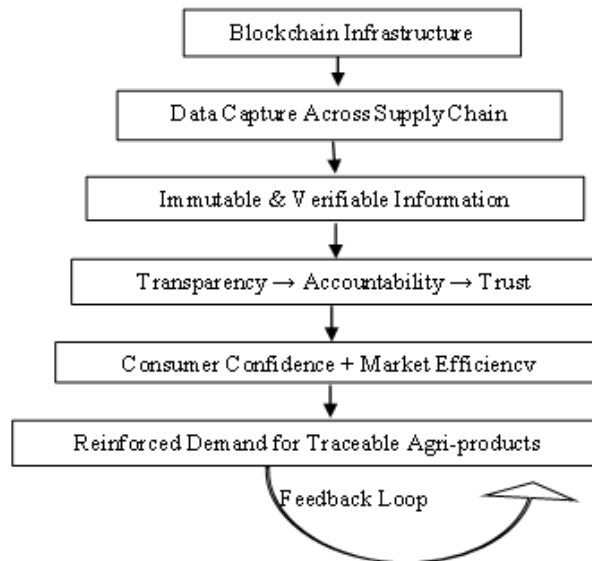 Blockchain Infrastructure
Data Capture Across Supply Chain
Immutable & Verifiable Information
Transparency → Accountability → Trust
Consumer Confidence + Market Efficiency
Reinforced Demand for Traceable Agri-products
Feedback Loop